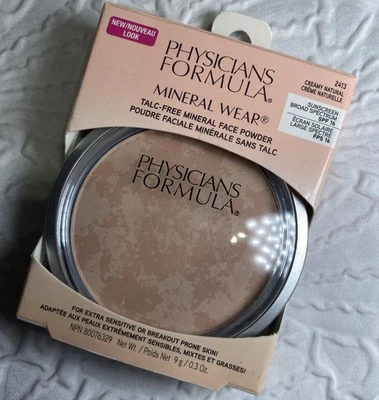 NEW/NOUVEAU
LOOK
PHYSICIANS
FORMULA®
MINERAL WEAR®
TALC-FREE MINERAL FACE POWDER
POUDRE FACIALE MINÉRALE SANS TALC
2413
CREAMY NATURAL
CRÈME NATURELLE
SUNSCREEN
BROAD SPECTRUM
SPF 16
ÉCRAN SOLAIRE
LARGE SPECTRE
FPS 16
PHYSICIANS
FORMULA®
FOR EXTRA SENSITIVE OR BREAKOUT PRONE SKIN!
ADAPTÉE AUX PEAUX EXTRÊMEMENT SENSIBLES, MIXTES ET GRASSES!
NPN 80076329 Net Wt. / Poids Net 9 g / 0.3 Oz.